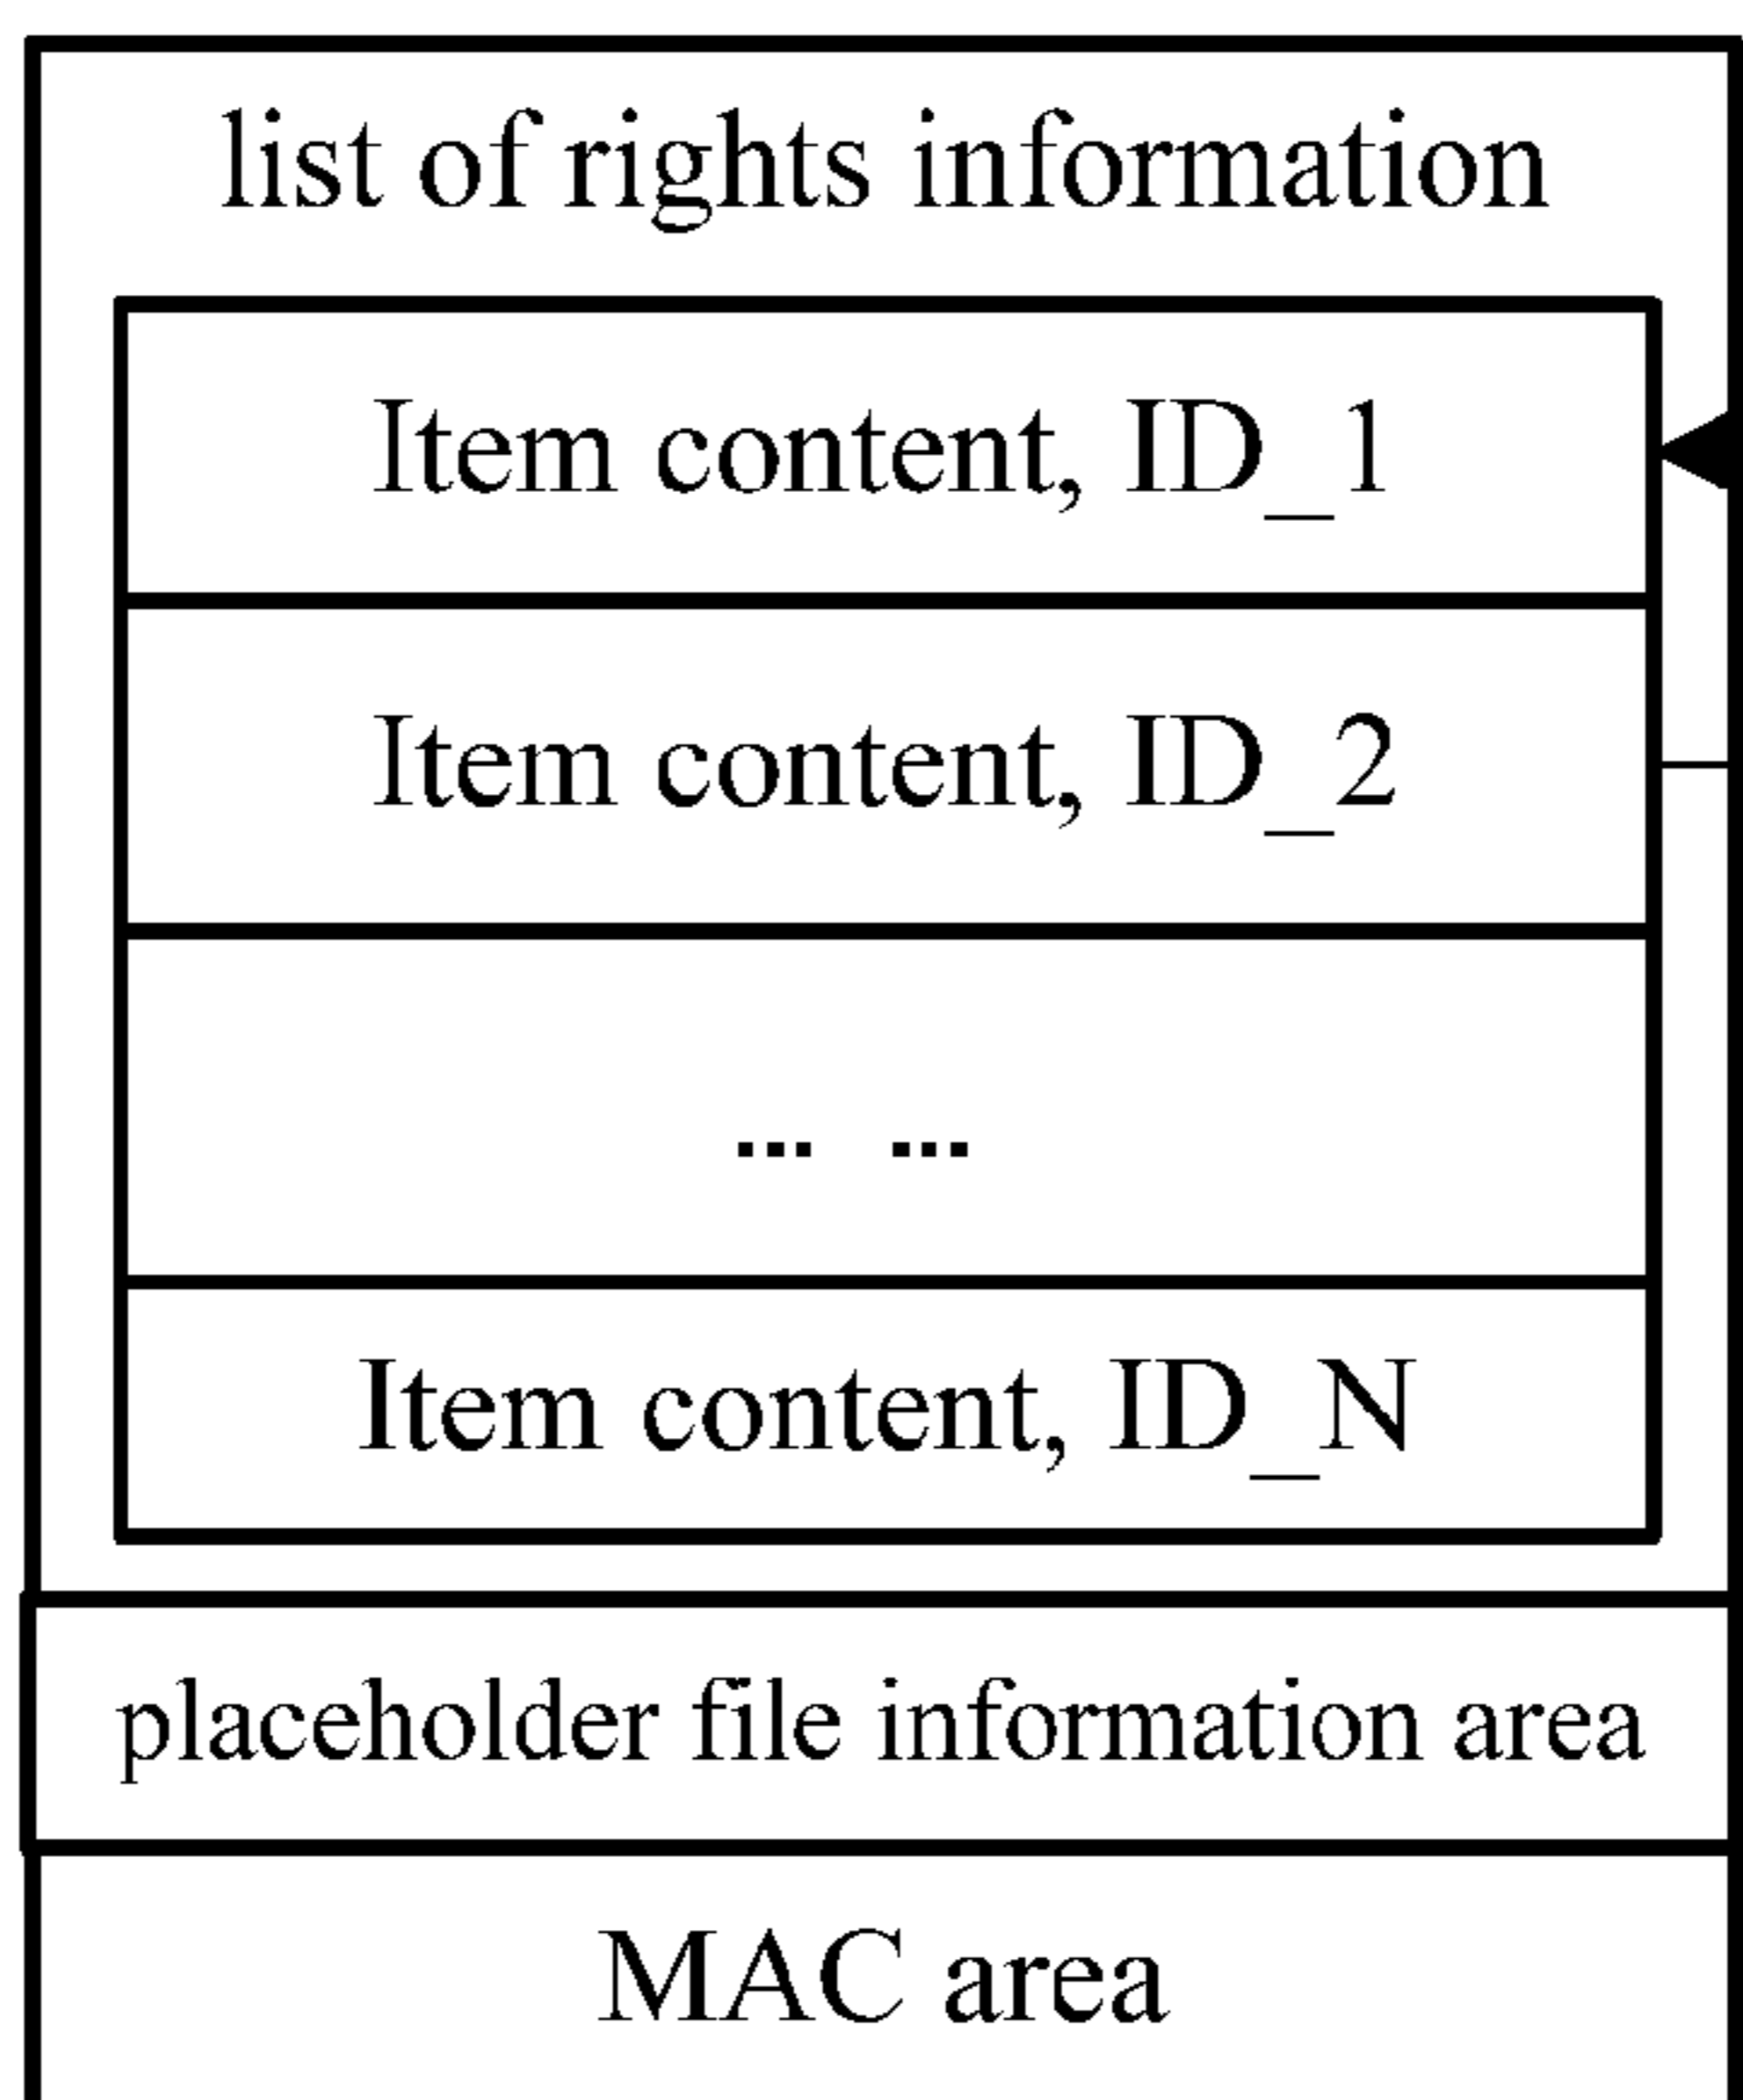 list of rights information
Item content, ID_1
Item content, ID_2
... ...
Item content, ID_N
placeholder file information area
MAC area